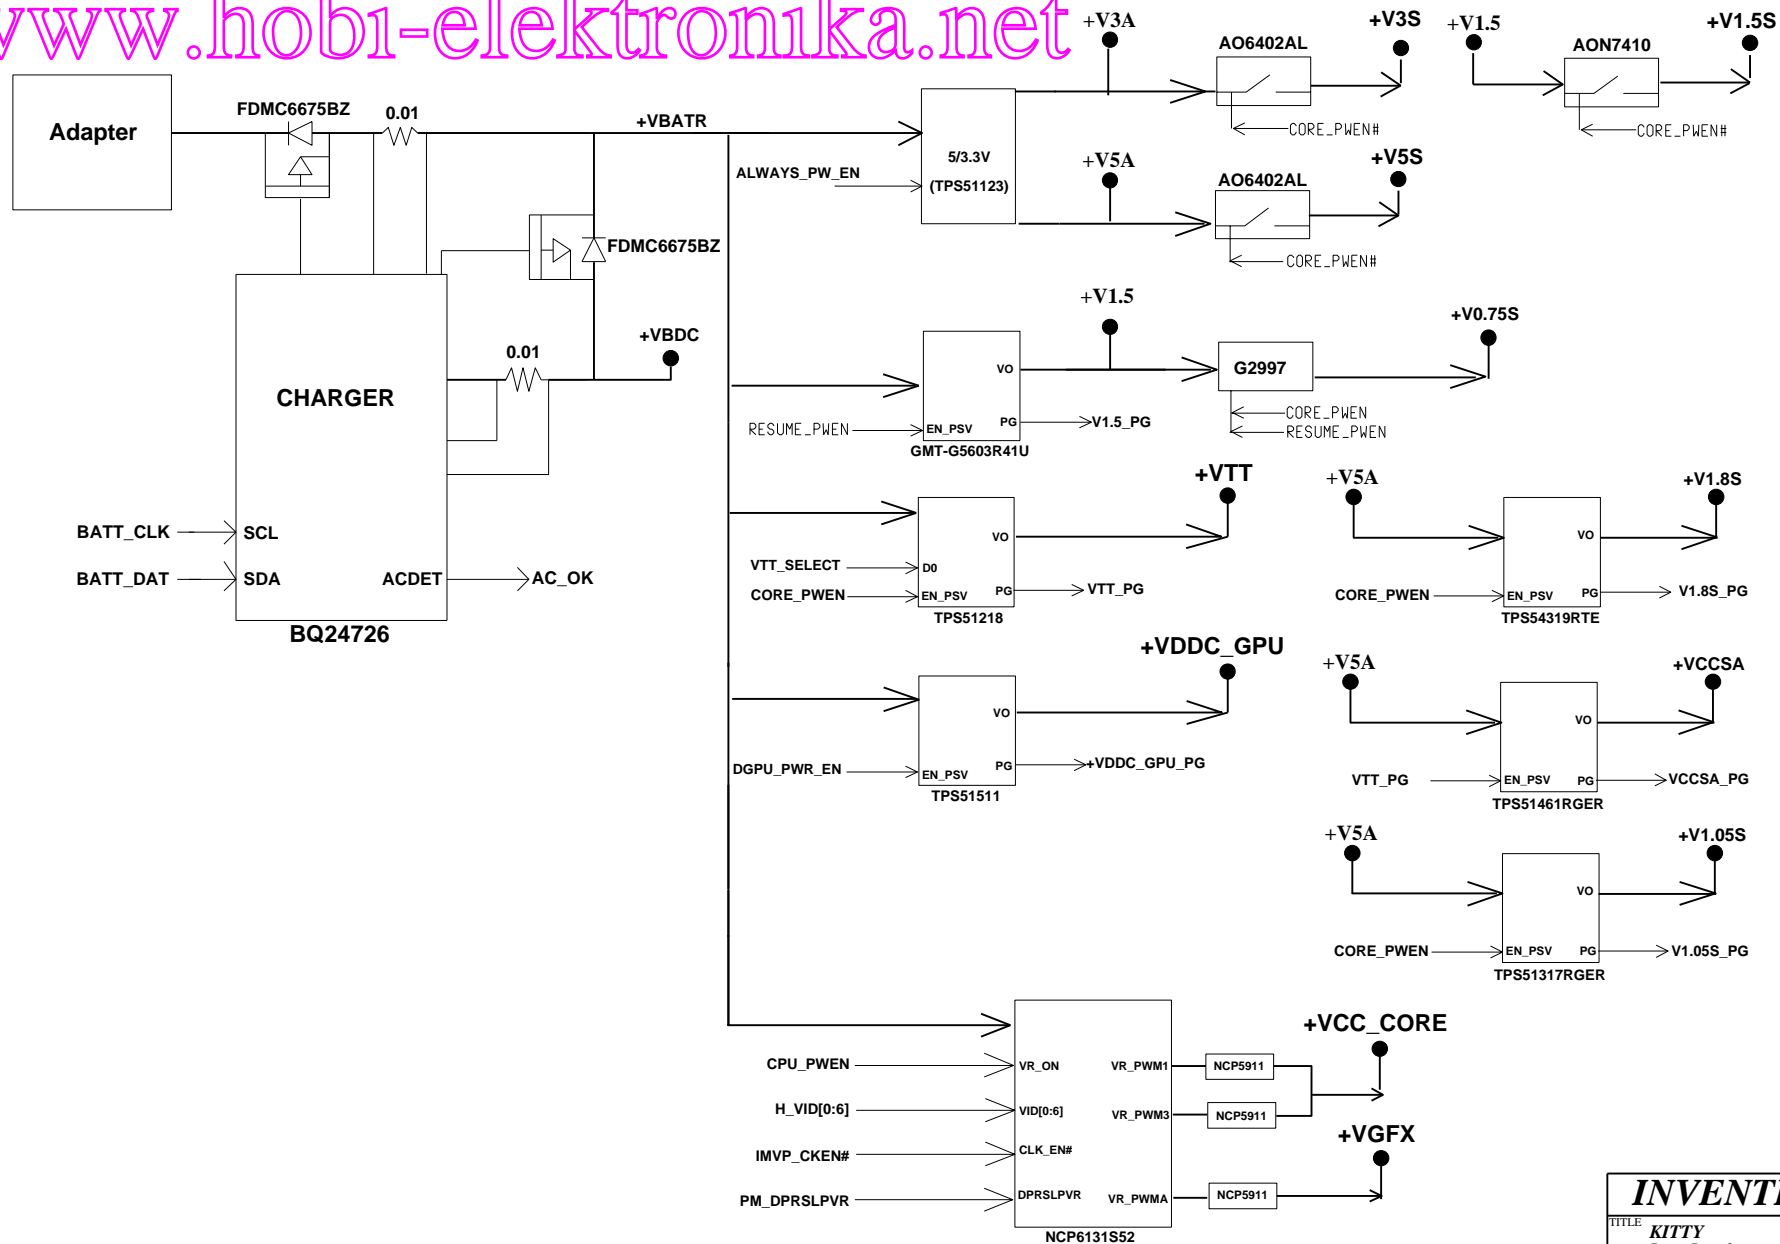 www.hobi-elektronika.net
Adapter
FDMC6675BZ
0.01
+VBATR
ALWAYS_PW_EN
5/3.3V
(TPS51123)
+V3A
AO6402AL
CORE_PWEN#
+V3S
+V1.5
AON7410
CORE_PWEN#
+V1.5S
+V5A
AO6402AL
CORE_PWEN#
+V5S
FDMC6675BZ
CHARGER
0.01
+VBDC
BATT_CLK
SCL
BATT_DAT
SDA
ACDET
AC_OK
BQ24726
+V1.5
VO
RESUME_PWEN
EN_PSV
PG
V1.5_PG
GMT-G5603R41U
G2997
CORE_PWEN
RESUME_PWEN
+V0.75S
+VTT
VO
VTT_SELECT
D0
CORE_PWEN
EN_PSV
PG
VTT_PG
TPS51218
+V5A
+V1.8S
VO
CORE_PWEN
EN_PSV
PG
V1.8S_PG
TPS54319RTE
+VDDC_GPU
VO
DGPU_PWR_EN
EN_PSV
PG
+VDDC_GPU_PG
TPS51511
+V5A
+VCCSA
VO
VTT_PG
EN_PSV
PG
VCCSA_PG
TPS51461RGER
+V5A
+V1.05S
VO
CORE_PWEN
EN_PSV
PG
V1.05S_PG
TPS51317RGER
CPU_PWEN
VR_ON
H_VID[0:6]
VID[0:6]
IMVP_CKEN#
CLK_EN#
PM_DPRSLPVR
DPRSLPVR
VR_PWM1
NCP5911
VR_PWM3
NCP5911
VR_PWMA
NCP5911
+VCC_CORE
+VGFX
NCP6131S52
INVENT
TITLE
KITTY